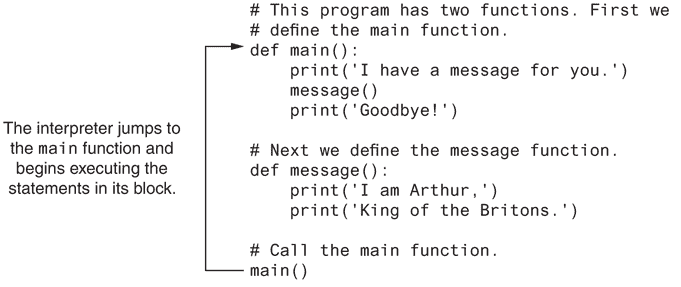 # This program has two functions. First we
# define the main function.
def main():
    print('I have a message for you.')
    message()
    print('Goodbye!')
The interpreter jumps to
the main function and
begins executing the
statements in its block.
# Next we define the message function.
def message():
    print('I am Arthur,')
    print('King of the Britons.')
# Call the main function.
main()